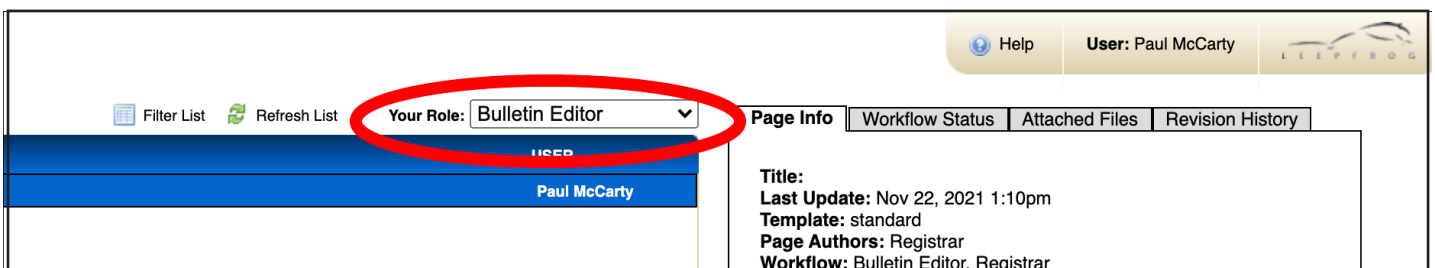 Help User: Paul McCarty LEEPFROG
Filter List Refresh List Your Role: Bulletin Editor Page Info Workflow Status Attached Files Revision History
USER
Paul McCarty
Title:
Last Update: Nov 22, 2021 1:10pm
Template: standard
Page Authors: Registrar
Workflow: Bulletin Editor, Registrar